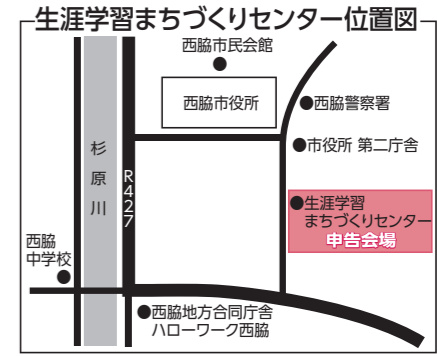 生涯学習まちづくりセンター位置図
西脇市民会館
西脇市役所
西脇警察署
市役所 第二庁舎
杉原川
R427
生涯学習
まちづくりセンター
申告会場
西脇
中学校
西脇地方合同庁舎
ハローワーク西脇